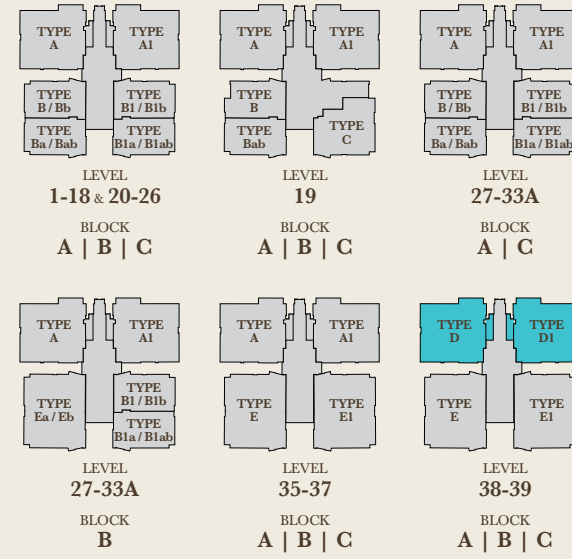 TYPE
A
TYPE
A1
TYPE
B / Bb
TYPE
B1 / B1b
TYPE
Ba / Bab
TYPE
B1a / B1ab
LEVEL
1-18 & 20-26
BLOCK
A | B | C
TYPE
A
TYPE
A1
TYPE
B
TYPE
Bab
TYPE
C
LEVEL
19
BLOCK
A | B | C
TYPE
A
TYPE
A1
TYPE
B / Bb
TYPE
B1 / B1b
TYPE
Ba / Bab
TYPE
B1a / B1ab
LEVEL
27-33A
BLOCK
A | C
TYPE
A
TYPE
A1
TYPE
Ea / Eb
TYPE
B1 / B1b
TYPE
B1a / B1ab
LEVEL
27-33A
BLOCK
B
TYPE
A
TYPE
A1
TYPE
E
TYPE
E1
LEVEL
35-37
BLOCK
A | B | C
TYPE
D
TYPE
D1
TYPE
E
TYPE
E1
LEVEL
38-39
BLOCK
A | B | C